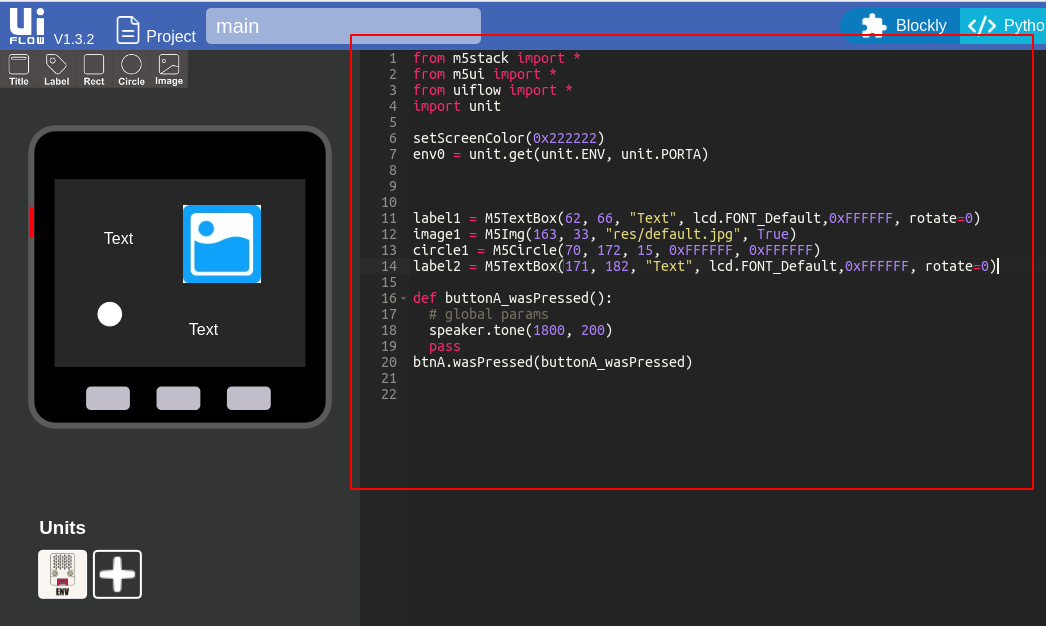 Ui
FLOW V1.3.2
Project
main
Blockly
</> Pytho
Title Label Rect Circle Image
Text
Text
Units
ENV
1 from m5stack import *
2 from m5ui import *
3 from uiflow import *
4 import unit
5
6 setScreenColor(0x222222)
7 env0 = unit.get(unit.ENV, unit.PORTA)
8
9
10
11 label1 = M5TextBox(62, 66, "Text", lcd.FONT_Default,0xFFFFFF, rotate=0)
12 image1 = M5Img(163, 33, "res/default.jpg", True)
13 circle1 = M5Circle(70, 172, 15, 0xFFFFFF, 0xFFFFFF)
14 label2 = M5TextBox(171, 182, "Text", lcd.FONT_Default,0xFFFFFF, rotate=0)
15
16 def buttonA_wasPressed():
17   # global params
18   speaker.tone(1800, 200)
19   pass
20 btnA.wasPressed(buttonA_wasPressed)
21
22